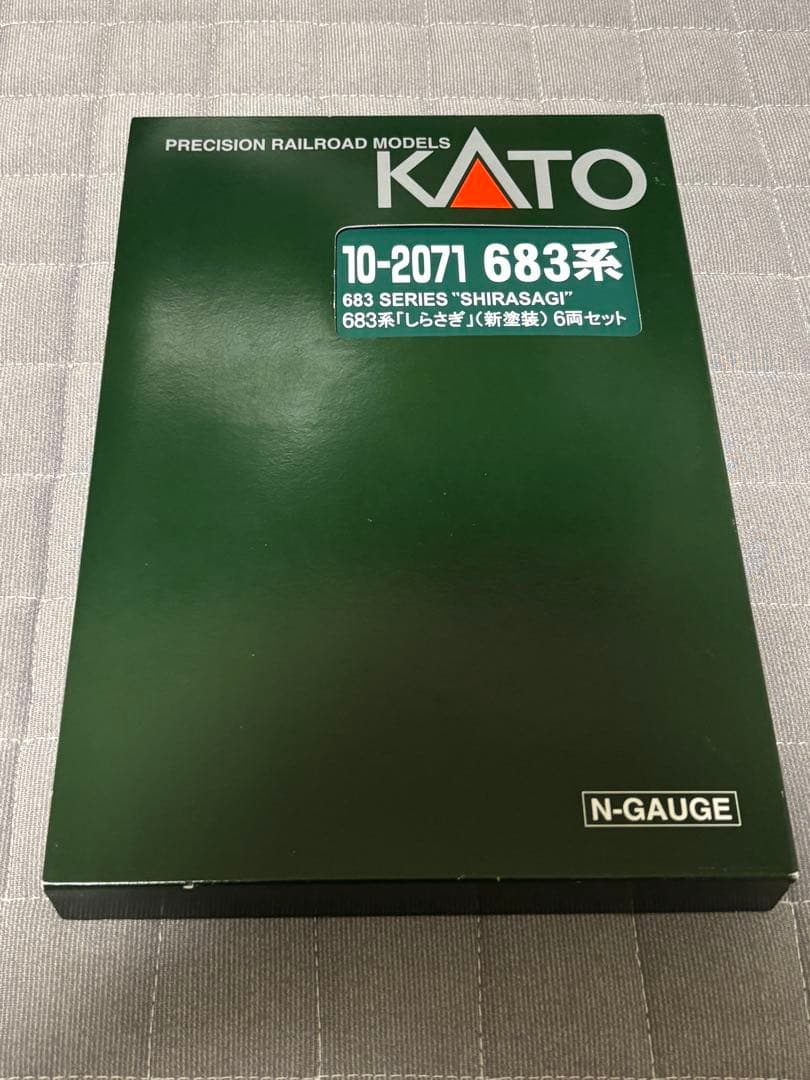 PRECISION RAILROAD MODELS
KATO
10-2071 683系
683 SERIES "SHIRASAGI"
683系「しらさぎ」(新塗装) 6両セット
N-GAUGE